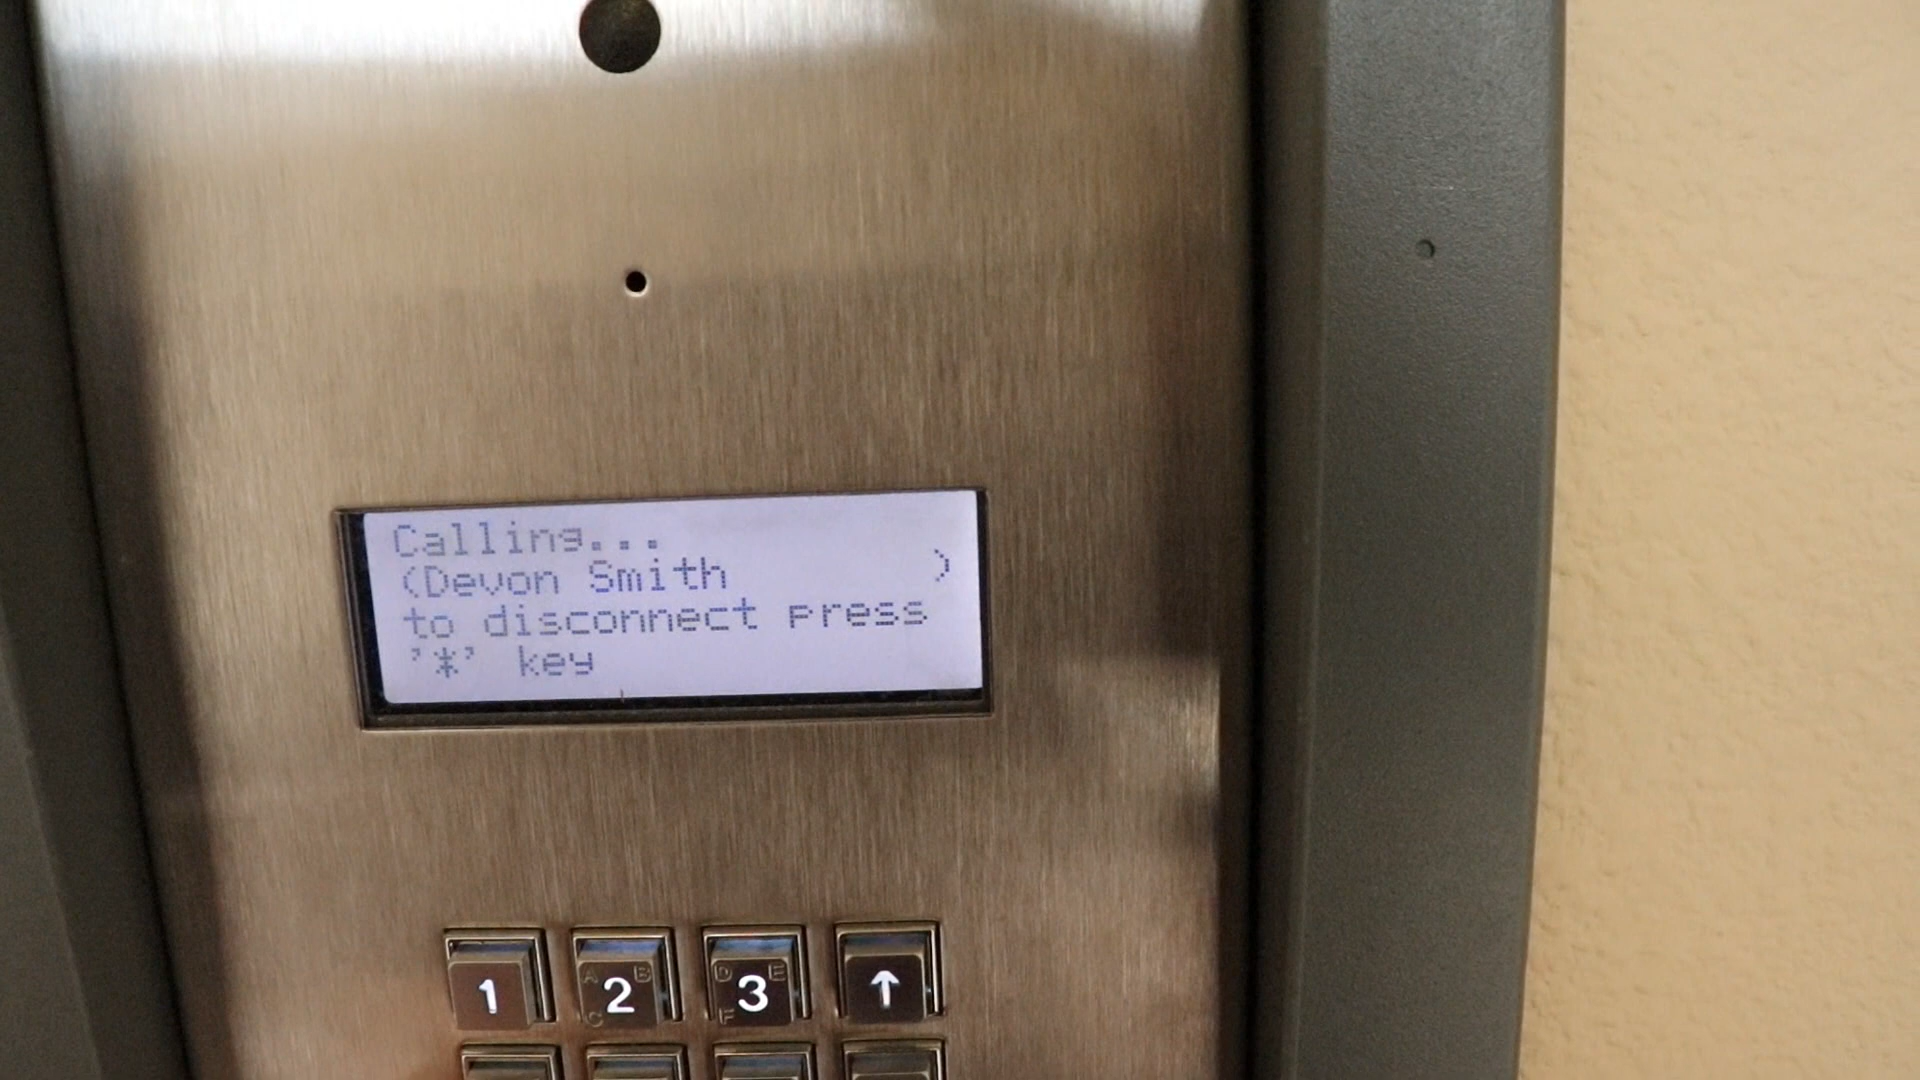 Calling...
(Devon Smith )
to disconnect press
'*' key
1 2 3 ↑
A B C D E F